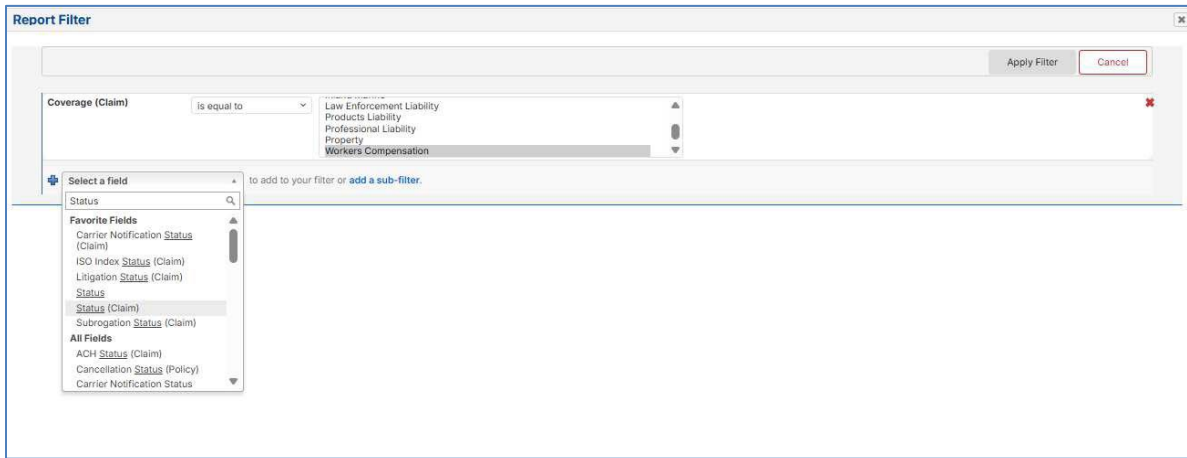 Report Filter
Apply Filter
Cancel
Coverage (Claim)
is equal to
Law Enforcement Liability
Products Liability
Professional Liability
Property
Workers Compensation
Select a field
to add to your filter or add a sub-filter.
Status
Favorite Fields
Carrier Notification Status
(Claim)
ISO Index Status (Claim)
Litigation Status (Claim)
Status
Status (Claim)
Subrogation Status (Claim)
All Fields
ACH Status (Claim)
Cancellation Status (Policy)
Carrier Notification Status